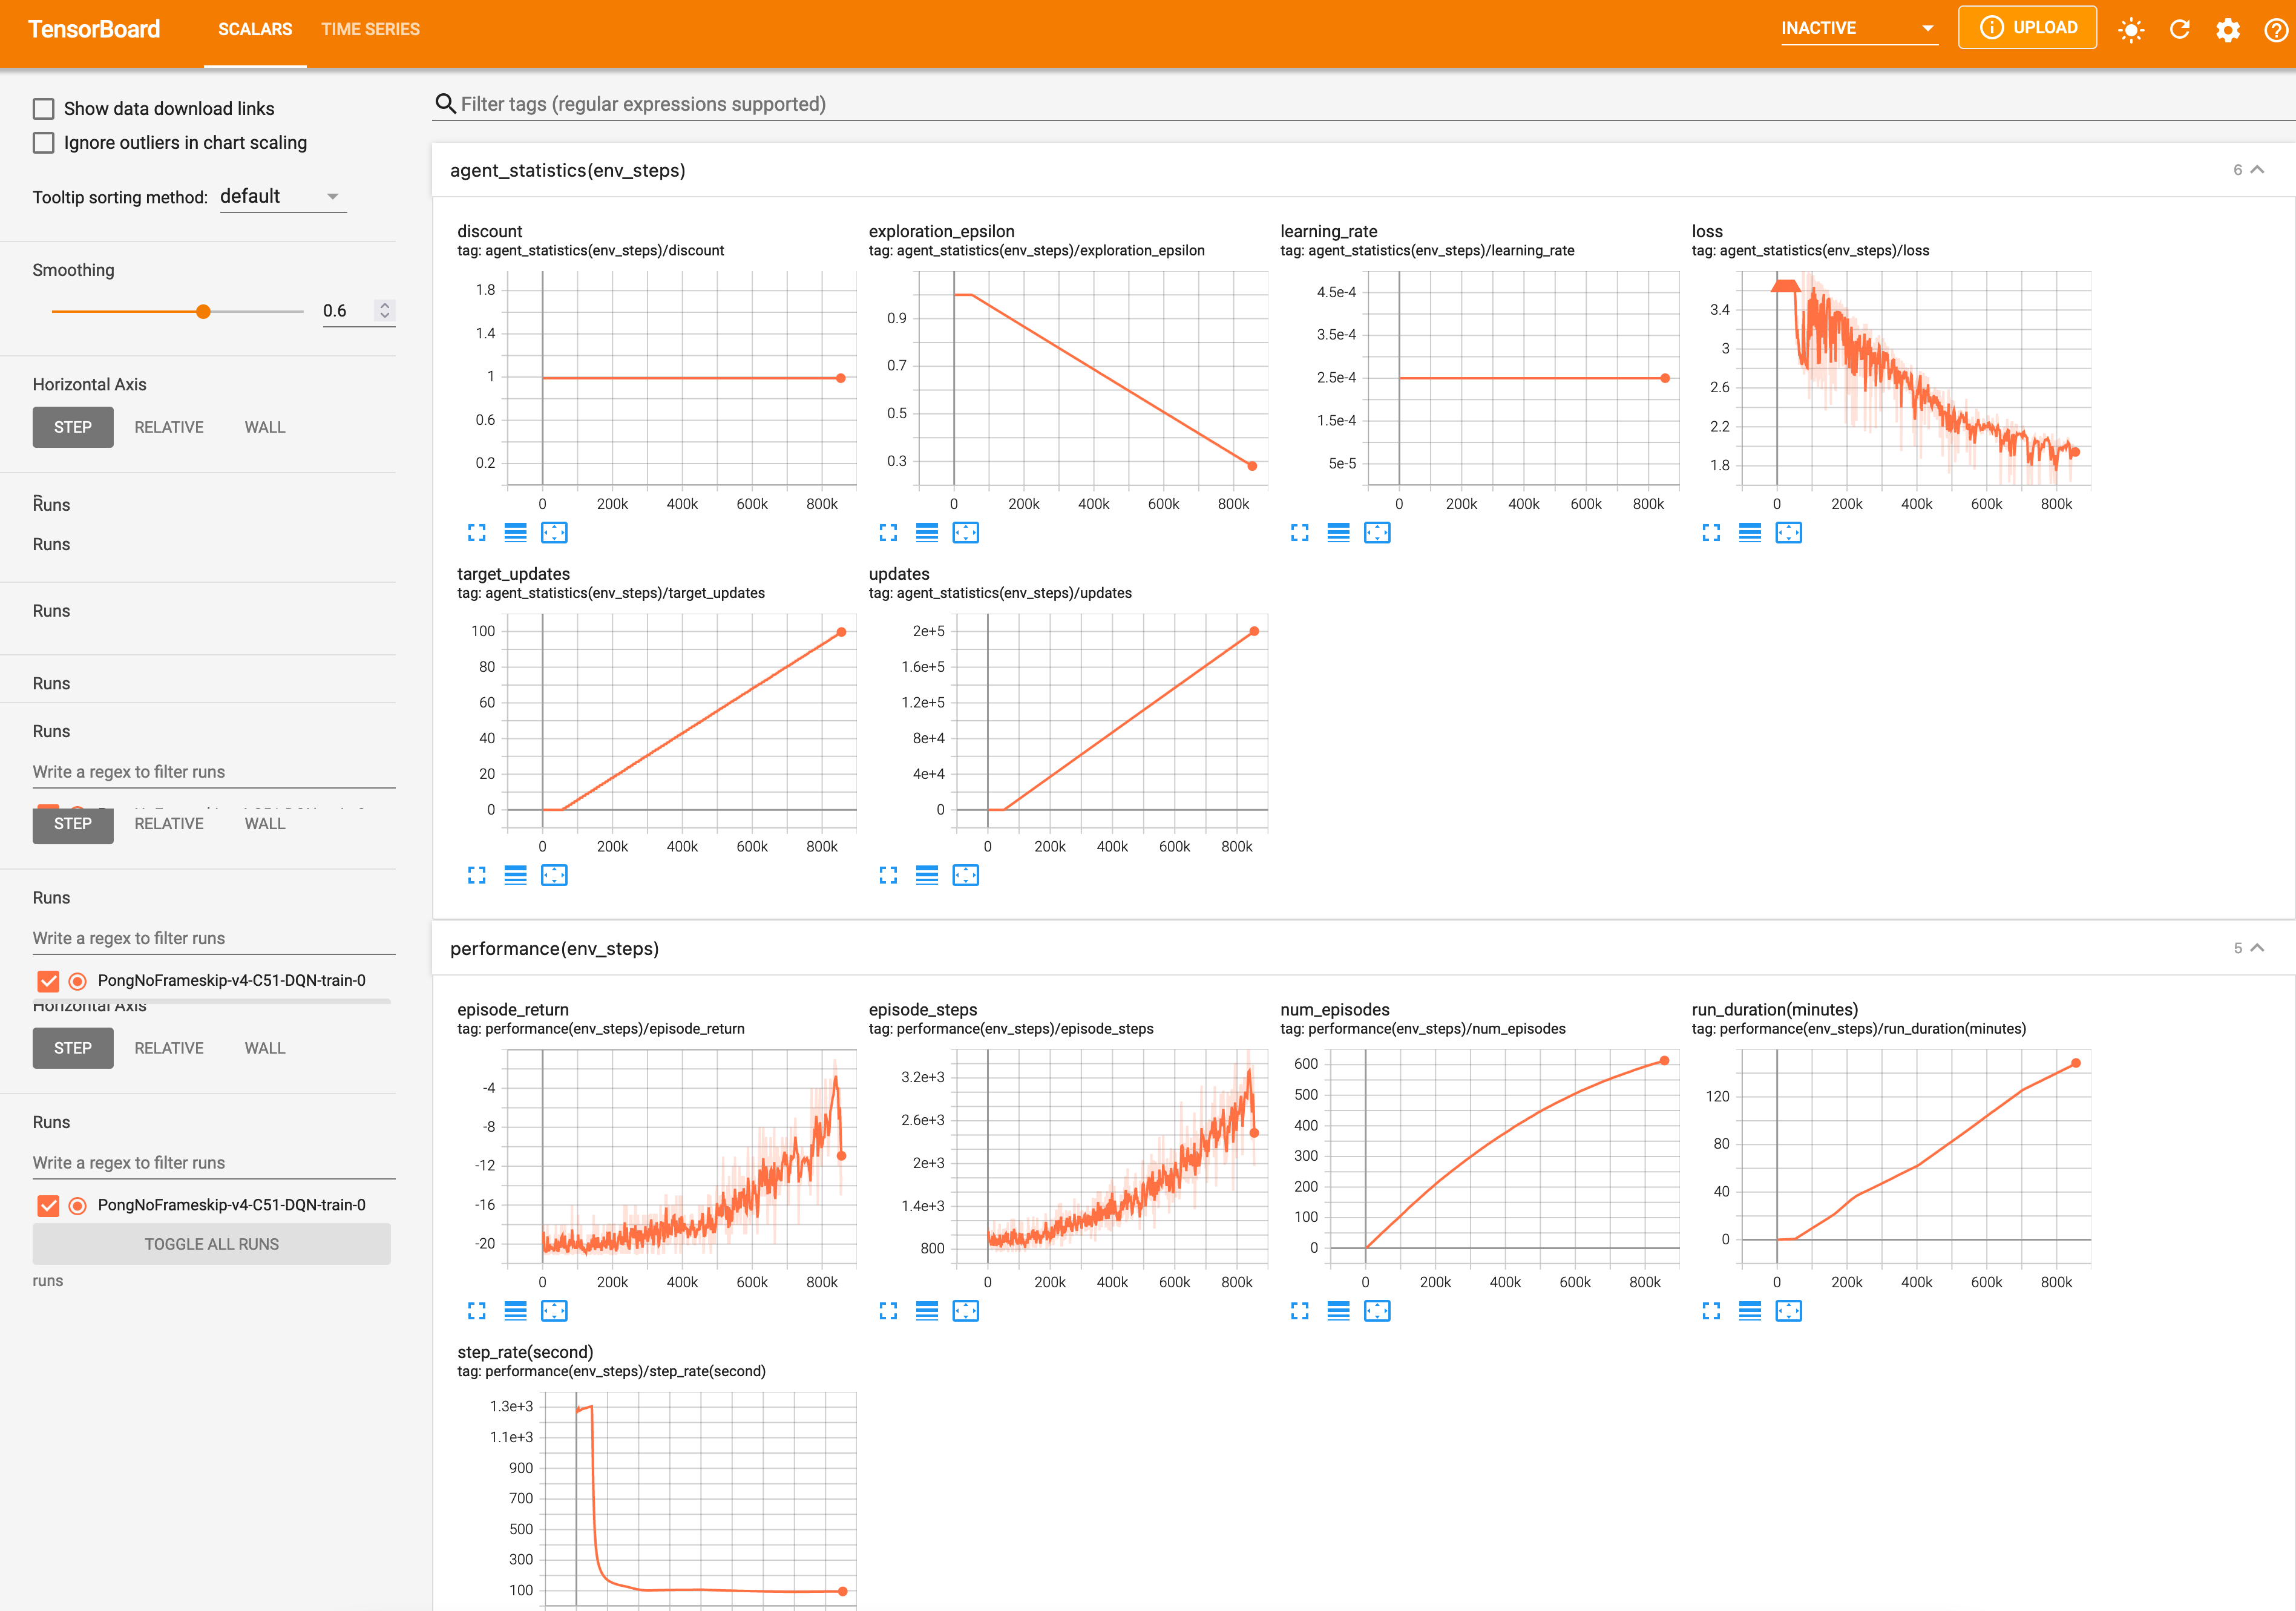 TensorBoard
SCALARS
TIME SERIES
INACTIVE
UPLOAD
Show data download links
Ignore outliers in chart scaling
Tooltip sorting method: default
Smoothing
0.6
Horizontal Axis
STEP RELATIVE WALL
Runs
Runs
Runs
Runs
Runs
Write a regex to filter runs
STEP RELATIVE WALL
Runs
Write a regex to filter runs
PongNoFrameskip-v4-C51-DQN-train-0
Horizontal Axis
STEP RELATIVE WALL
Runs
Write a regex to filter runs
PongNoFrameskip-v4-C51-DQN-train-0
TOGGLE ALL RUNS
runs
Filter tags (regular expressions supported)
agent_statistics(env_steps)
6
discount
tag: agent_statistics(env_steps)/discount
1.8
1.4
1
0.6
0.2
0 200k 400k 600k 800k
exploration_epsilon
tag: agent_statistics(env_steps)/exploration_epsilon
0.9
0.7
0.5
0.3
0 200k 400k 600k 800k
learning_rate
tag: agent_statistics(env_steps)/learning_rate
4.5e-4
3.5e-4
2.5e-4
1.5e-4
5e-5
0 200k 400k 600k 800k
loss
tag: agent_statistics(env_steps)/loss
3.4
3
2.6
2.2
1.8
0 200k 400k 600k 800k
target_updates
tag: agent_statistics(env_steps)/target_updates
100
80
60
40
20
0
0 200k 400k 600k 800k
updates
tag: agent_statistics(env_steps)/updates
2e+5
1.6e+5
1.2e+5
8e+4
4e+4
0
0 200k 400k 600k 800k
performance(env_steps)
5
episode_return
tag: performance(env_steps)/episode_return
-4
-8
-12
-16
-20
0 200k 400k 600k 800k
episode_steps
tag: performance(env_steps)/episode_steps
3.2e+3
2.6e+3
2e+3
1.4e+3
800
0 200k 400k 600k 800k
num_episodes
tag: performance(env_steps)/num_episodes
600
500
400
300
200
100
0
0 200k 400k 600k 800k
run_duration(minutes)
tag: performance(env_steps)/run_duration(minutes)
120
80
40
0
0 200k 400k 600k 800k
step_rate(second)
tag: performance(env_steps)/step_rate(second)
1.3e+3
1.1e+3
900
700
500
300
100